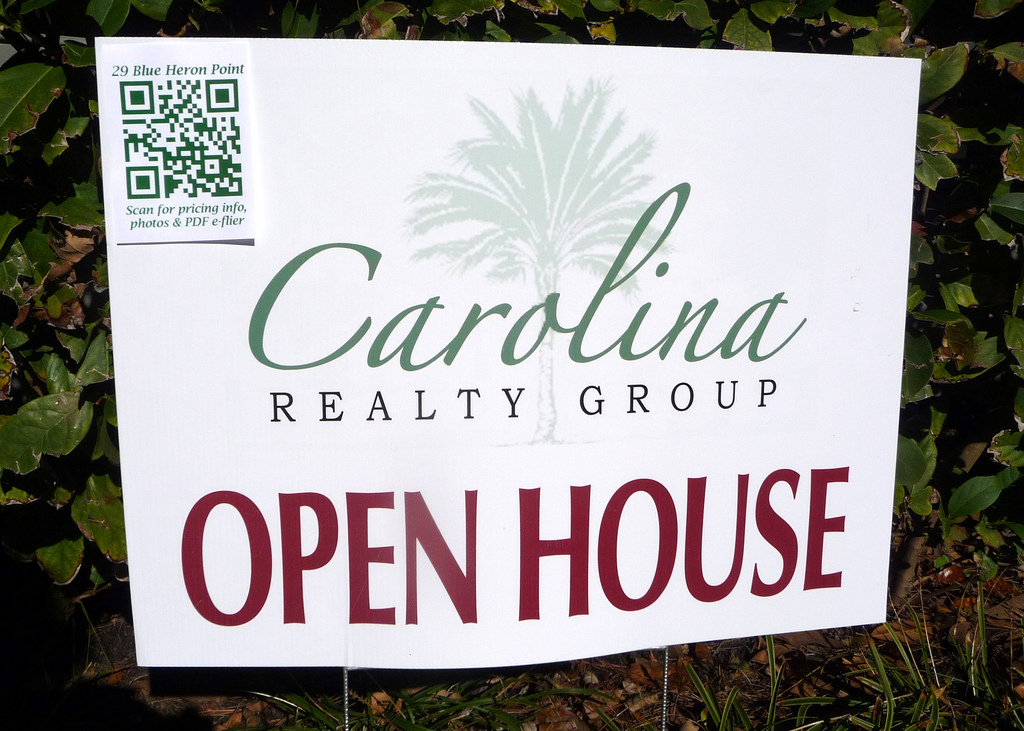 29 Blue Heron Point
Scan for pricing info,
photos & PDF e-flier
Carolina
REALTY GROUP
OPEN HOUSE